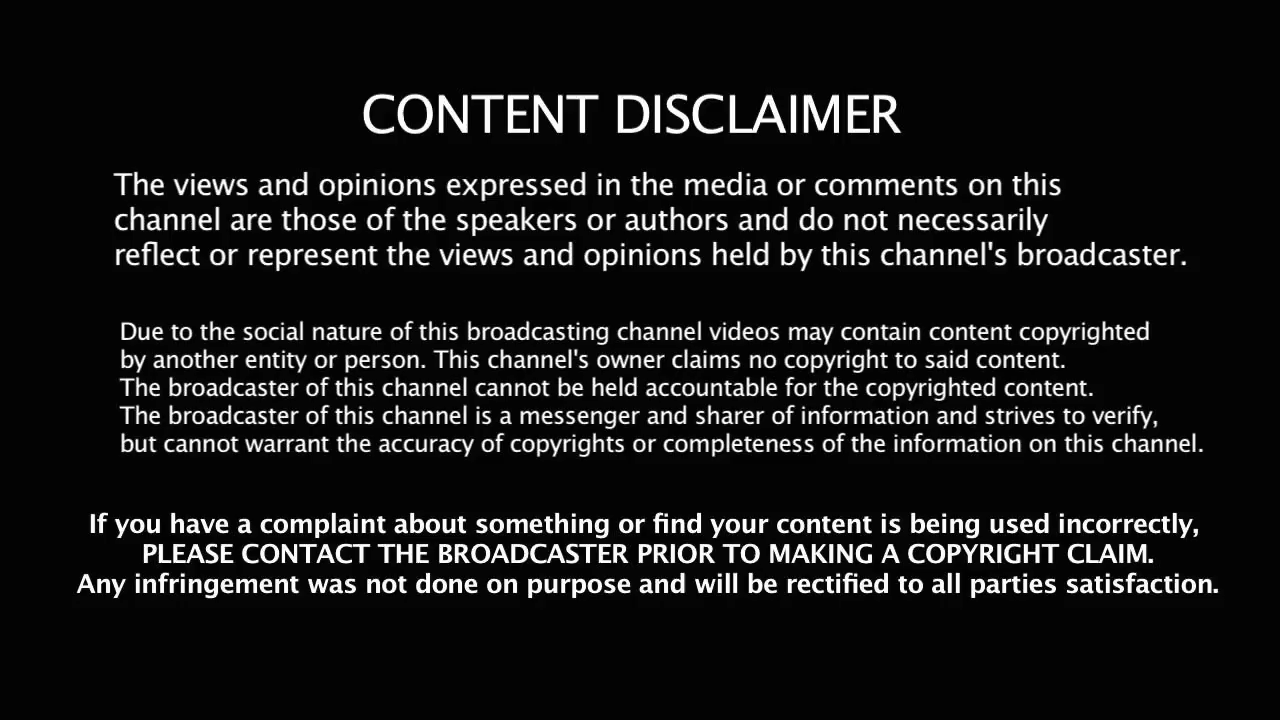 CONTENT DISCLAIMER
The views and opinions expressed in the media or comments on this
channel are those of the speakers or authors and do not necessarily
reflect or represent the views and opinions held by this channel's broadcaster.
Due to the social nature of this broadcasting channel videos may contain content copyrighted
by another entity or person. This channel's owner claims no copyright to said content.
The broadcaster of this channel cannot be held accountable for the copyrighted content.
The broadcaster of this channel is a messenger and sharer of information and strives to verify,
but cannot warrant the accuracy of copyrights or completeness of the information on this channel.
If you have a complaint about something or find your content is being used incorrectly,
PLEASE CONTACT THE BROADCASTER PRIOR TO MAKING A COPYRIGHT CLAIM.
Any infringement was not done on purpose and will be rectified to all parties satisfaction.